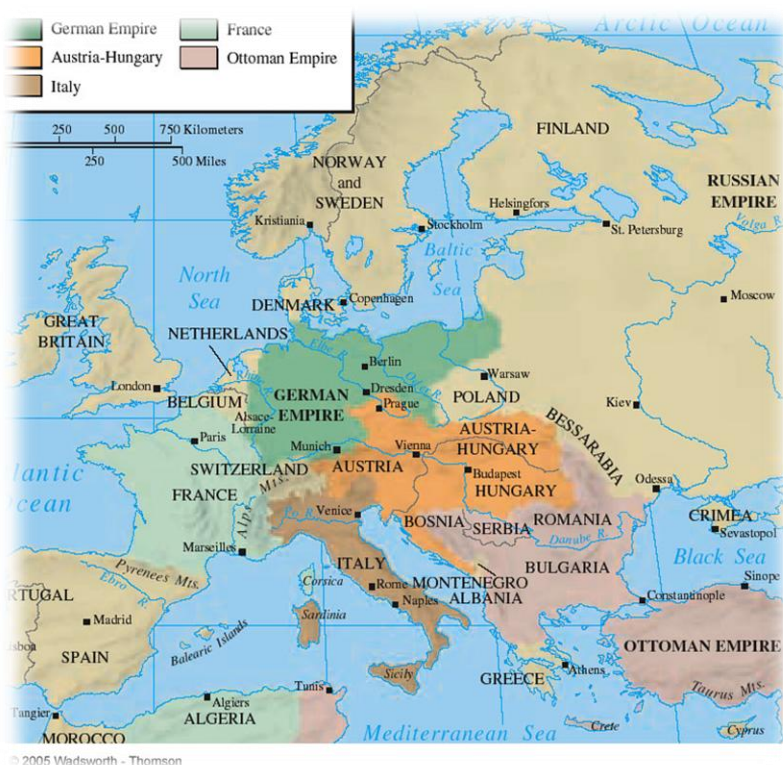 German Empire
France
Austria-Hungary
Ottoman Empire
Italy
250 500 750 Kilometers
250 500 Miles
Arctic Ocean
FINLAND
NORWAY
and
SWEDEN
RUSSIAN
EMPIRE
Helsingfors
Volga R.
Kristiania
Stockholm
St. Petersburg
Baltic
Sea
North
Sea
Moscow
DENMARK
Copenhagen
GREAT
BRITAIN
NETHERLANDS
Elbe R.
Berlin
London
Rhine
Dresden
Oder R.
Warsaw
BELGIUM
GERMAN
EMPIRE
Prague
POLAND
Kiev
Alsace-
Lorraine
BESSARABIA
Paris
Munich
Vienna
AUSTRIA-
HUNGARY
lantic
cean
SWITZERLAND
AUSTRIA
Budapest
HUNGARY
Odessa
FRANCE
Alps Mts.
Venice
Po R.
BOSNIA
SERBIA
ROMANIA
CRIMEA
Sevastopol
Danube R.
Marseilles
Black Sea
ITALY
BULGARIA
Pyrenees Mts.
Ebro R.
Corsica
Rome
MONTENEGRO
Sinope
RTUGAL
Naples
ALBANIA
Constantinople
Madrid
Sardinia
Balearic Islands
isboa
SPAIN
OTTOMAN EMPIRE
Sicily
GREECE
Athens
Taurus Mts.
Tunis
Algiers
Tangier
ALGERIA
Crete
Cyprus
MOROCCO
Mediterranean Sea
© 2005 Wadsworth - Thomson